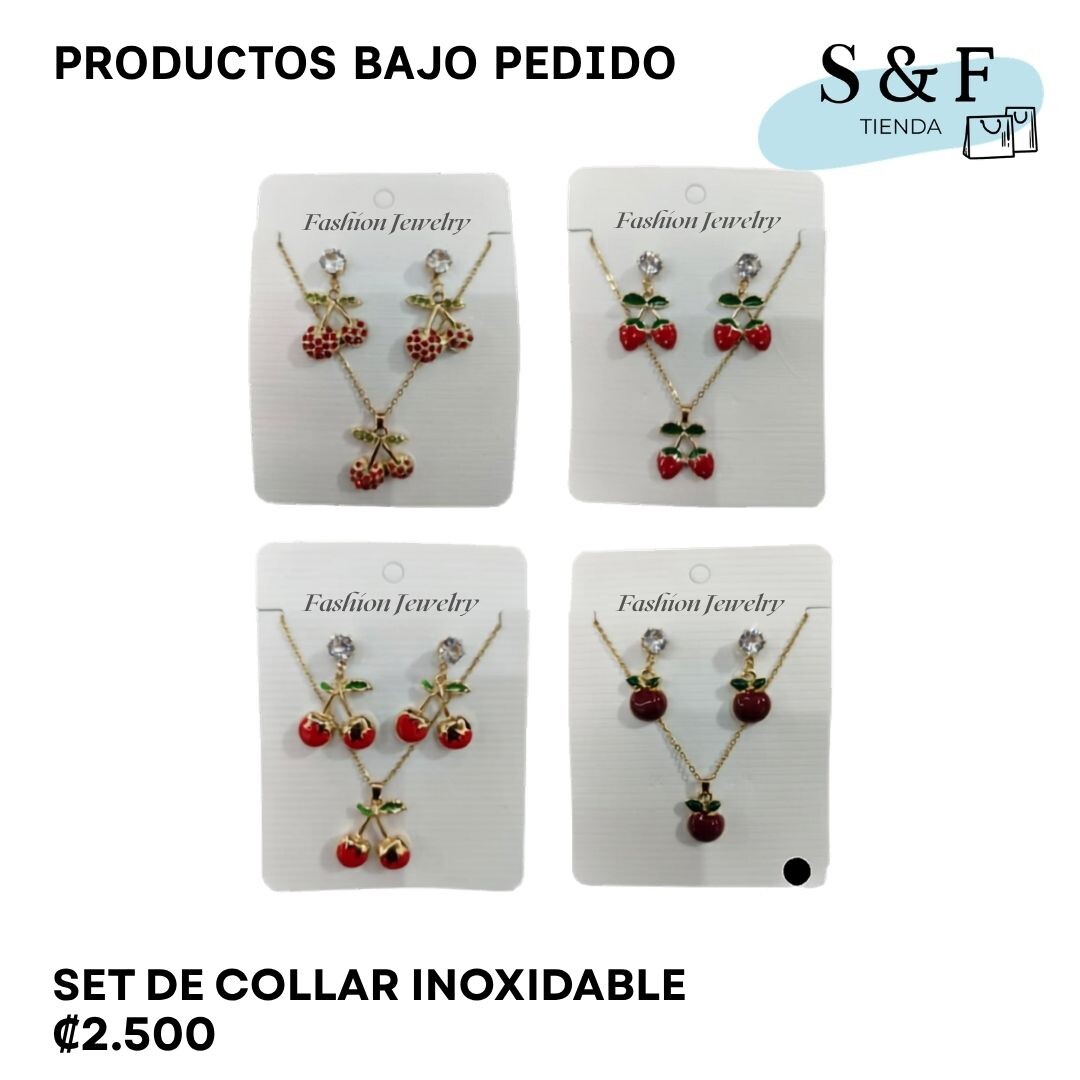 PRODUCTOS BAJO PEDIDO
S & F
TIENDA
Fashion Jewelry
Fashion Jewelry
Fashion Jewelry
Fashion Jewelry
SET DE COLLAR INOXIDABLE
₡2.500